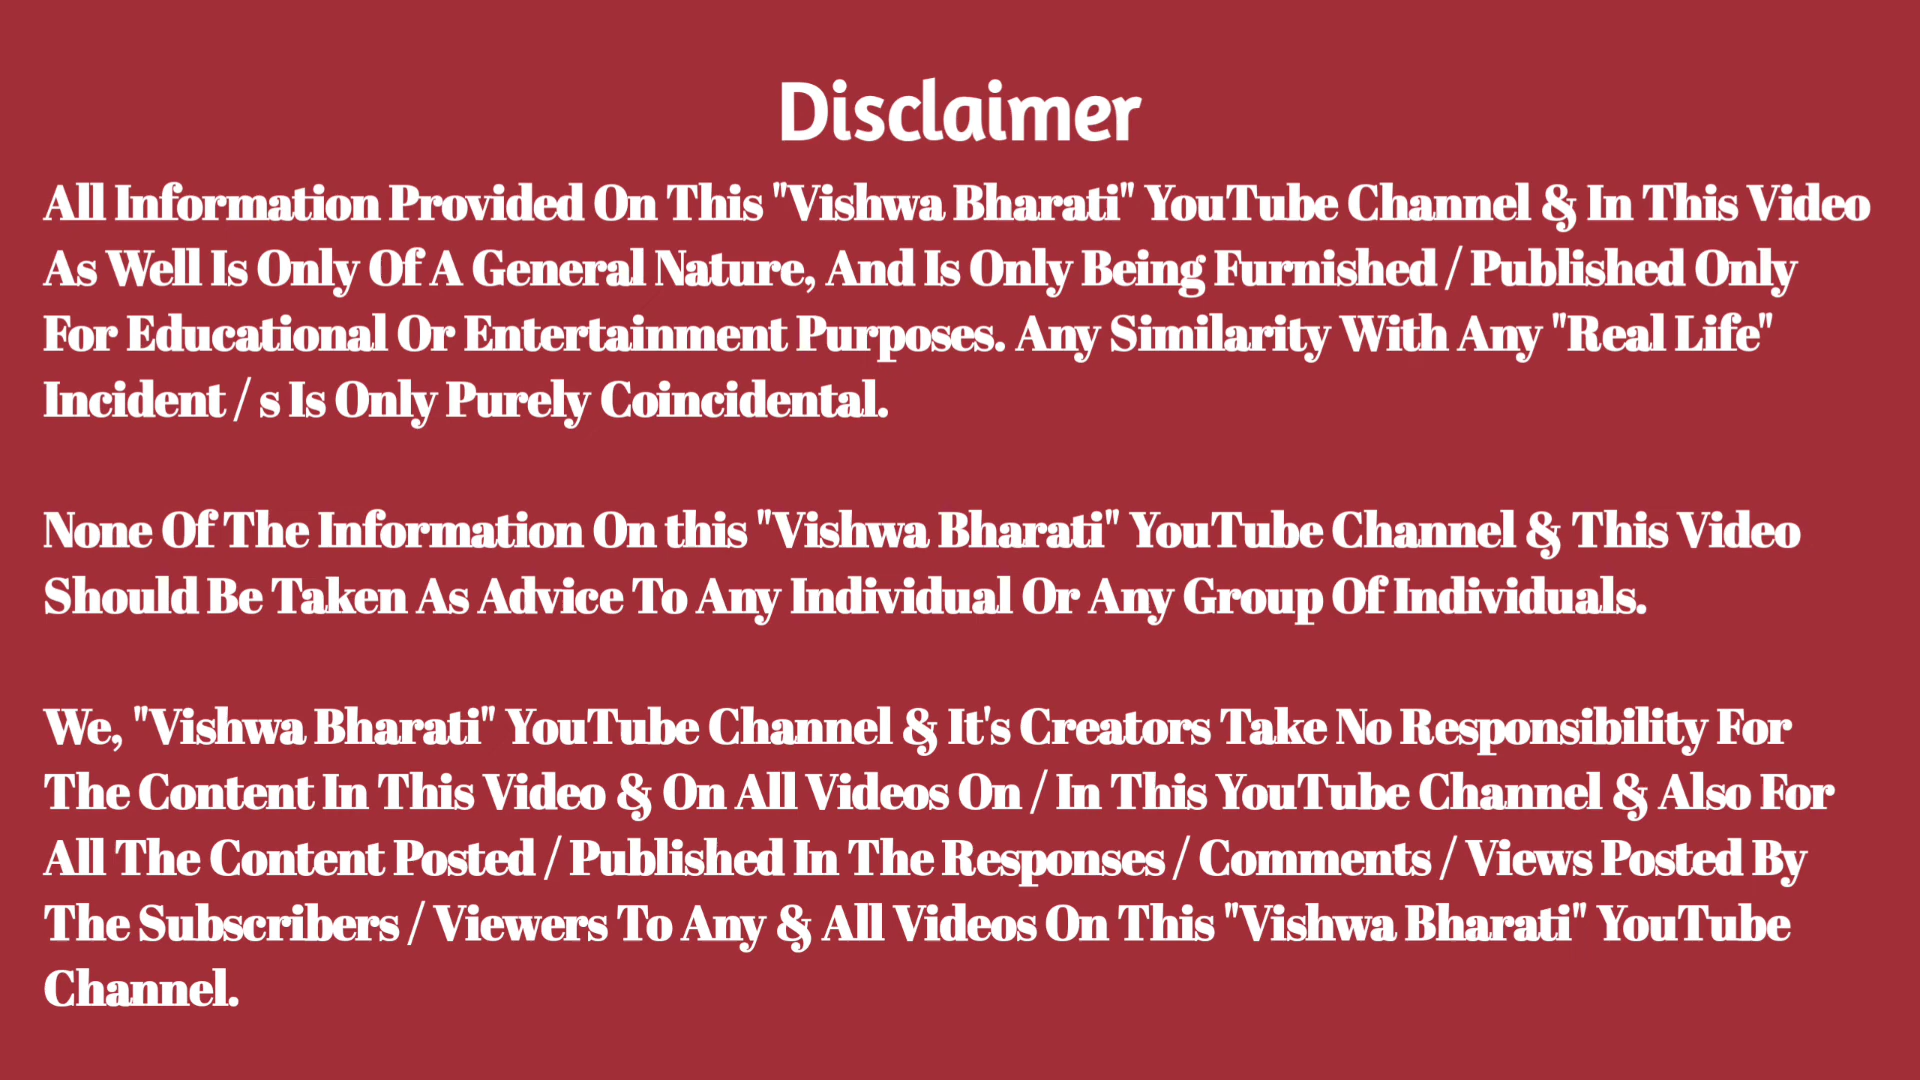 Disclaimer
All Information Provided On This "Vishwa Bharati" YouTube Channel & In This Video
As Well Is Only Of A General Nature, And Is Only Being Furnished / Published Only
For Educational Or Entertainment Purposes. Any Similarity With Any "Real Life"
Incident / s Is Only Purely Coincidental.
None Of The Information On this "Vishwa Bharati" YouTube Channel & This Video
Should Be Taken As Advice To Any Individual Or Any Group Of Individuals.
We, "Vishwa Bharati" YouTube Channel & It's Creators Take No Responsibility For
The Content In This Video & On All Videos On / In This YouTube Channel & Also For
All The Content Posted / Published In The Responses / Comments / Views Posted By
The Subscribers / Viewers To Any & All Videos On This "Vishwa Bharati" YouTube
Channel.